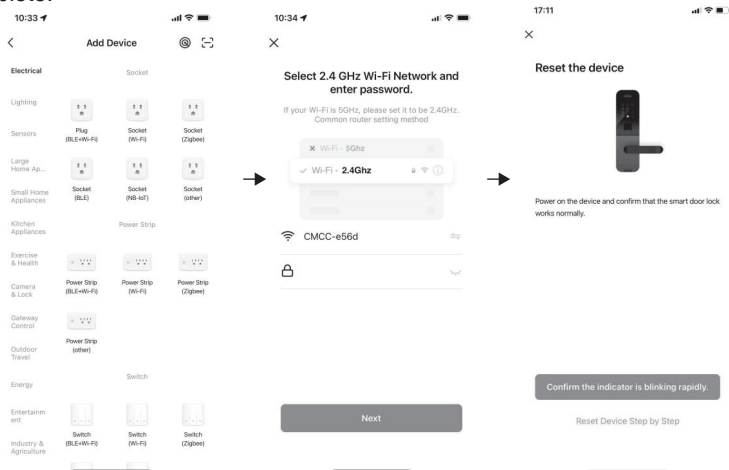 10:33
Add Device
Electrical
Lighting
Sensors
Large
Home Ap...
Small Home
Appliances
Kitchen
Appliances
Exercise
& Health
Camera
& Lock
Gateway
Control
Outdoor
Travel
Energy
Entertainm
ent
Industry &
Agriculture
Socket
Plug
(BLE+Wi-Fi)
Socket
(Wi-Fi)
Socket
(Zigbee)
Socket
(BLE)
Socket
(NB-IoT)
Socket
(other)
Power Strip
Power Strip
(BLE+Wi-Fi)
Power Strip
(Wi-Fi)
Power Strip
(Zigbee)
Power Strip
(other)
Switch
Switch
(BLE+Wi-Fi)
Switch
(Wi-Fi)
Switch
(Zigbee)
10:34
Select 2.4 GHz Wi-Fi Network and
enter password.
If your Wi-Fi is 5GHz, please set it to be 2.4GHz.
Common router setting method
Wi-Fi - 5Ghz
Wi-Fi - 2.4Ghz
CMCC-e56d
Next
17:11
Reset the device
Power on the device and confirm that the smart door lock
works normally.
Confirm the indicator is blinking rapidly.
Reset Device Step by Step